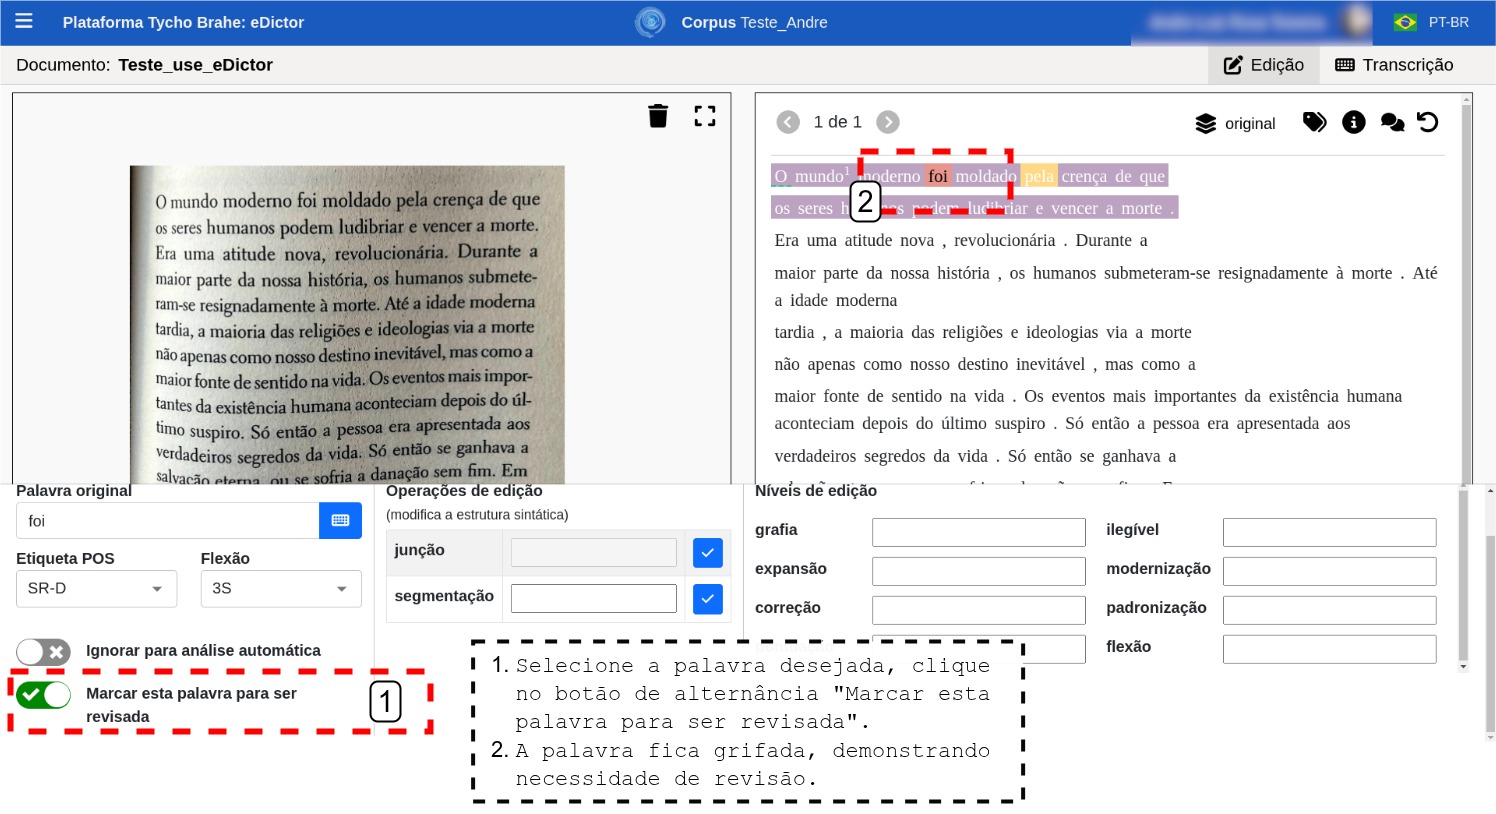 Plataforma Tycho Brahe: eDictor
Corpus Teste_Andre
PT-BR
Documento: Teste_use_eDictor
Edição
Transcrição
O mundo moderno foi moldado pela crença de que
os seres humanos podem ludibriar e vencer a morte.
Era uma atitude nova, revolucionária. Durante a
maior parte da nossa história, os humanos submete-
ram-se resignadamente à morte. Até a idade moderna
tardia, a maioria das religiões e ideologias via a morte
não apenas como nosso destino inevitável, mas como a
maior fonte de sentido na vida. Os eventos mais impor-
tantes da existência humana aconteciam depois do úl-
timo suspiro. Só então a pessoa era apresentada aos
verdadeiros segredos da vida. Só então se ganhava a
salvação eterna, ou se sofria a danação sem fim. Em
1 de 1
original
O mundo1 moderno foi moldado pela crença de que
2
os seres podem ludibriar e vencer a morte .
Era uma atitude nova , revolucionária . Durante a
maior parte da nossa história , os humanos submeteram-se resignadamente à morte . Até
a idade moderna
tardia , a maioria das religiões e ideologias via a morte
não apenas como nosso destino inevitável , mas como a
maior fonte de sentido na vida . Os eventos mais importantes da existência humana
aconteciam depois do último suspiro . Só então a pessoa era apresentada aos
verdadeiros segredos da vida . Só então se ganhava a
Palavra original
foi
Etiqueta POS
Flexão
SR-D
3S
Ignorar para análise automática
Marcar esta palavra para ser
revisada
1
Operações de edição
(modifica a estrutura sintática)
junção
segmentação
Níveis de edição
grafia
ilegível
expansão
modernização
correção
padronização
flexão
1. Selecione a palavra desejada, clique
no botão de alternância "Marcar esta
palavra para ser revisada".
2. A palavra fica grifada, demonstrando
necessidade de revisão.